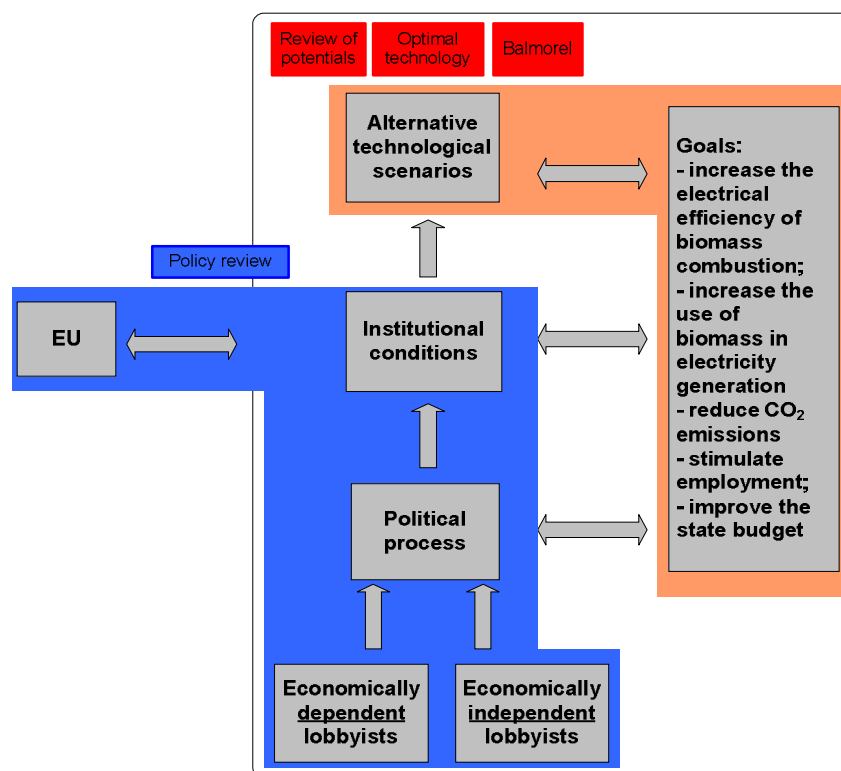 Review of
potentials
Optimal
technology
Balmorel
Alternative
technological
scenarios
Goals:
- increase the
electrical
efficiency of
biomass
combustion;
- increase the
use of
biomass in
electricity
generation
- reduce CO₂
emissions
- stimulate
employment;
- improve the
state budget
Policy review
EU
Institutional
conditions
Political
process
Economically
dependent
lobbyists
Economically
independent
lobbyists